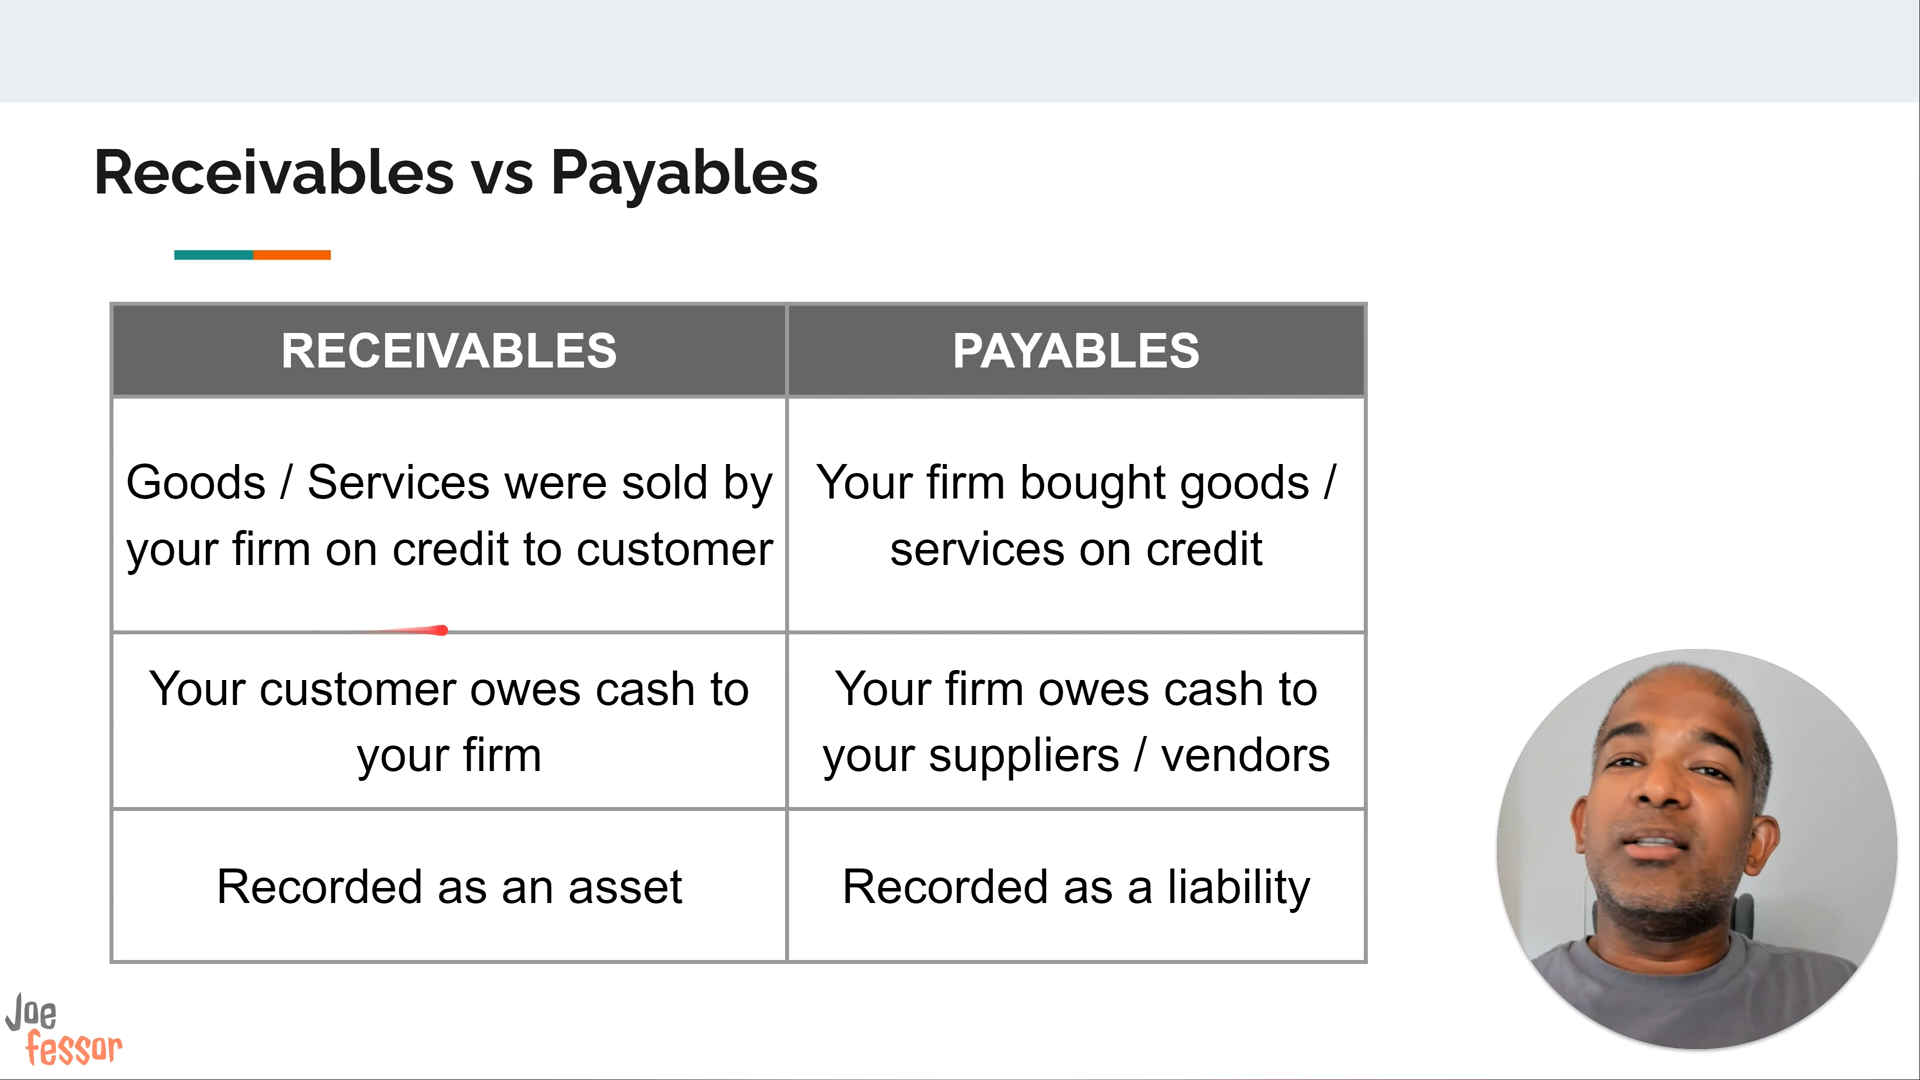 Receivables vs Payables
RECEIVABLES
PAYABLES
Goods / Services were sold by
your firm on credit to customer
Your firm bought goods /
services on credit
Your customer owes cash to
your firm
Your firm owes cash to
your suppliers / vendors
Recorded as an asset
Recorded as a liability
Joe
fessor